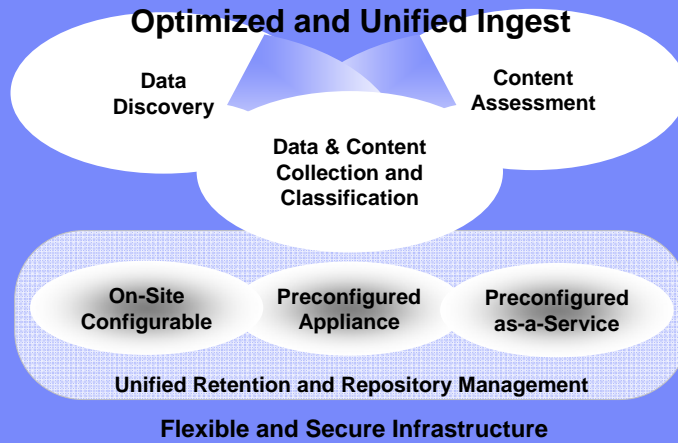 Optimized and Unified Ingest
Data
Discovery
Content
Assessment
Data & Content
Collection and
Classification
On-Site
Configurable
Preconfigured
Appliance
Preconfigured
as-a-Service
Unified Retention and Repository Management
Flexible and Secure Infrastructure